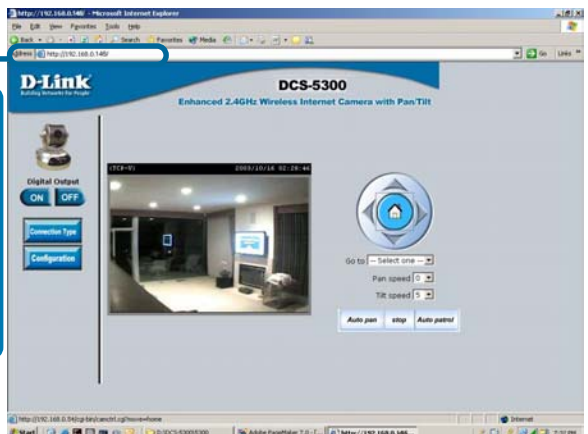 http://192.168.0.148/ - Microsoft Internet Explorer
File Edit View Favorites Tools Help
Back Search Favorites Media
Address http://192.168.0.148/ Go Links »
D-Link
Building Networks for People
DCS-5300
Enhanced 2.4GHz Wireless Internet Camera with Pan/Tilt
Digital Output
ON OFF
Connection Type
Configuration
(TCP-V) 2003/10/16 02:28:46
Go to -- Select one --
Pan speed 0
Tilt speed 5
Auto pan stop Auto patrol
Internet
Start